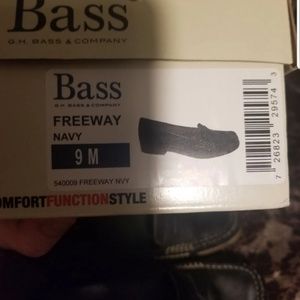 Bass
G.H. BASS & COMPANY
Bass
G.H. BASS & COMPANY
FREEWAY
NAVY
9 M
540009 FREEWAY NVY
7 26823 29574 3
COMFORTFUNCTIONSTYLE